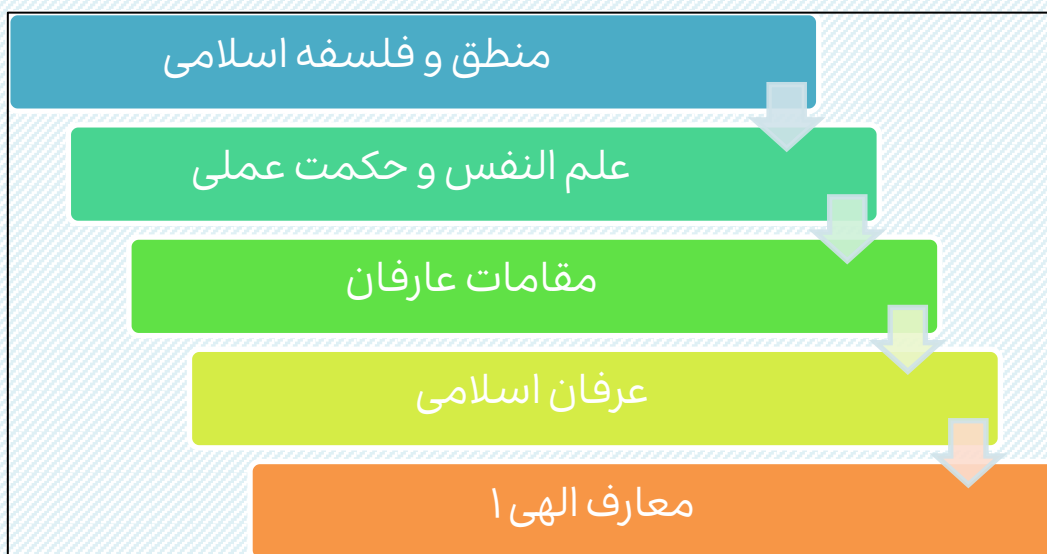 منطق و فلسفه اسلامی
علم النفس و حکمت عملی
مقامات عارفان
عرفان اسلامی
معارف الهی ۱